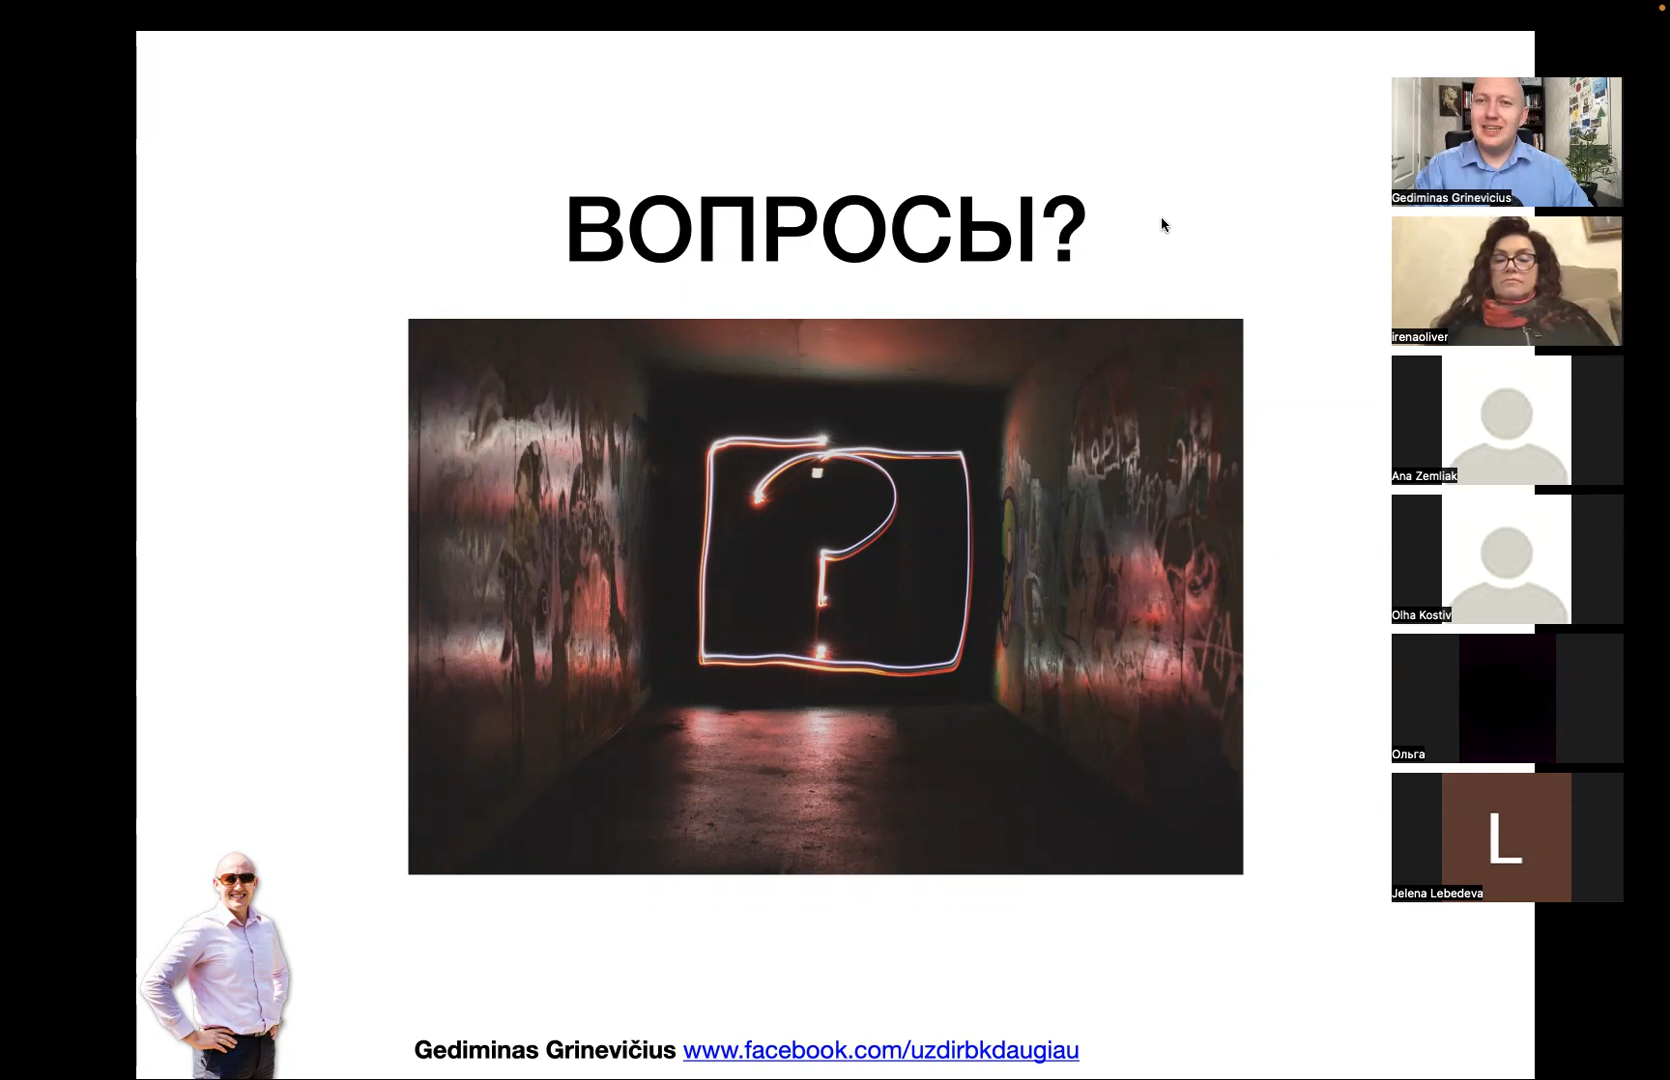 ВОПРОСЫ?
Gediminas Grinevičius www.facebook.com/uzdirbkdaugiau
Gediminas Grinevicius
irenaoliver
Ana Zemliak
Olha Kostiv
Ольга
L
Jelena Lebedeva